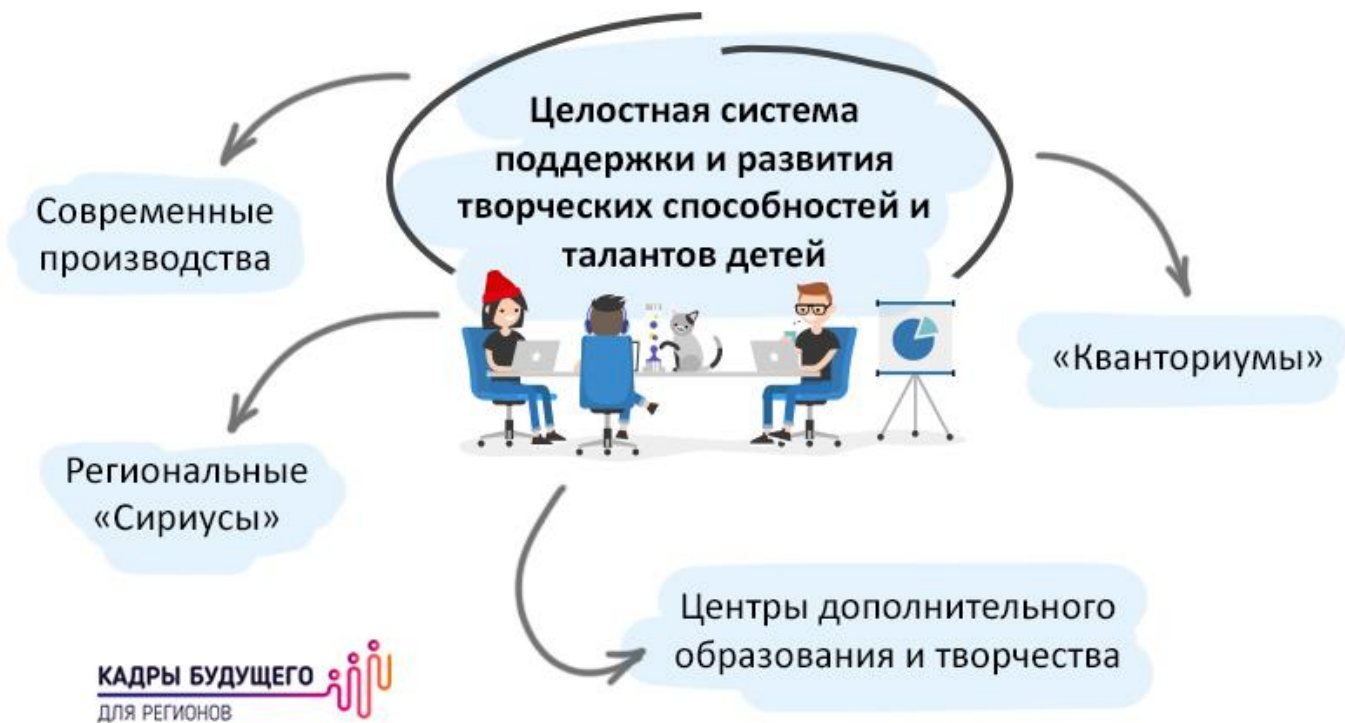 Целостная система
поддержки и развития
творческих способностей и
талантов детей
Современные
производства
«Кванториумы»
Региональные
«Сириусы»
Центры дополнительного
образования и творчества
КАДРЫ БУДУЩЕГО
ДЛЯ РЕГИОНОВ